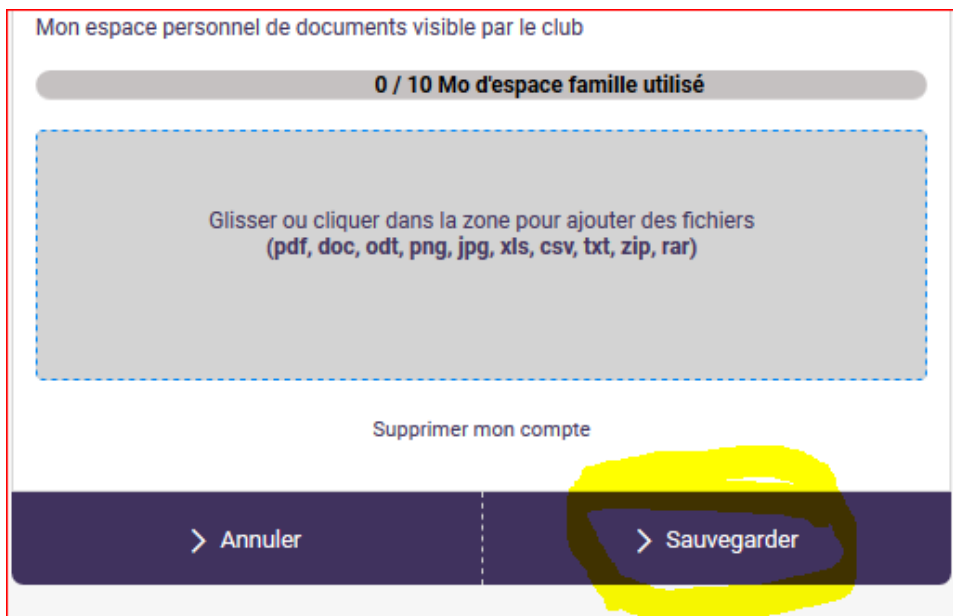 Mon espace personnel de documents visible par le club
0 / 10 Mo d'espace famille utilisé
Glisser ou cliquer dans la zone pour ajouter des fichiers
(pdf, doc, odt, png, jpg, xls, csv, txt, zip, rar)
Supprimer mon compte
Annuler
Sauvegarder